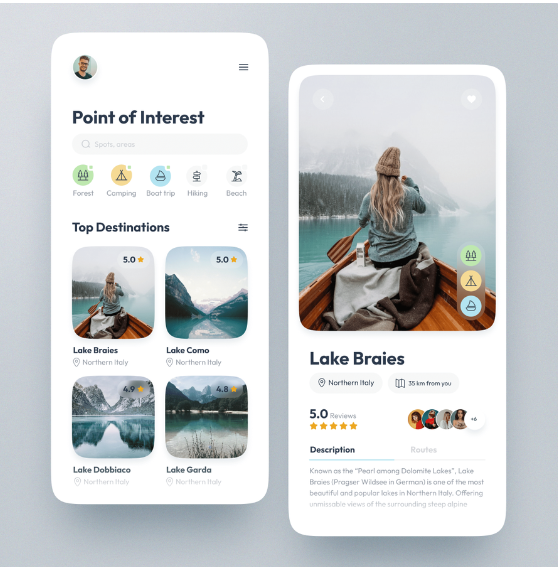 Point of Interest
Spots, areas
Forest
Camping
Boat trip
Hiking
Beach
Top Destinations
5.0
5.0
Lake Braies
Northern Italy
Lake Como
Northern Italy
4.9
4.8
Lake Dobbiaco
Northern Italy
Lake Garda
Northern Italy
Lake Braies
Northern Italy
35 km from you
5.0 Reviews
+6
Description
Routes
Known as the “Pearl among Dolomite Lakes”, Lake
Braies (Pragser Wildsee in German) is one of the most
beautiful and popular lakes in Northern Italy. Offering
unmissable views of the surrounding steep alpine